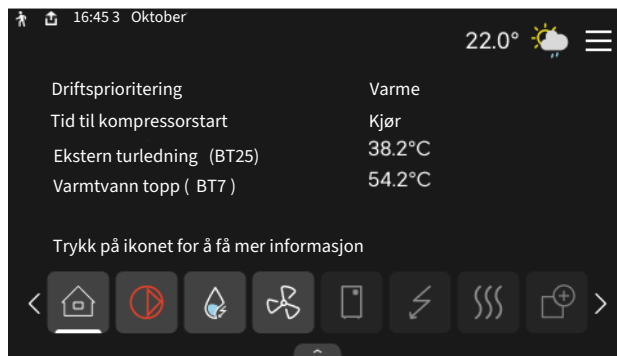 16:45 3 Oktober
22.0°
Driftsprioritering Varme
Tid til kompressorstart Kjør
Ekstern turledning (BT25) 38.2°C
Varmtvann topp ( BT7 ) 54.2°C
Trykk på ikonet for å få mer informasjon